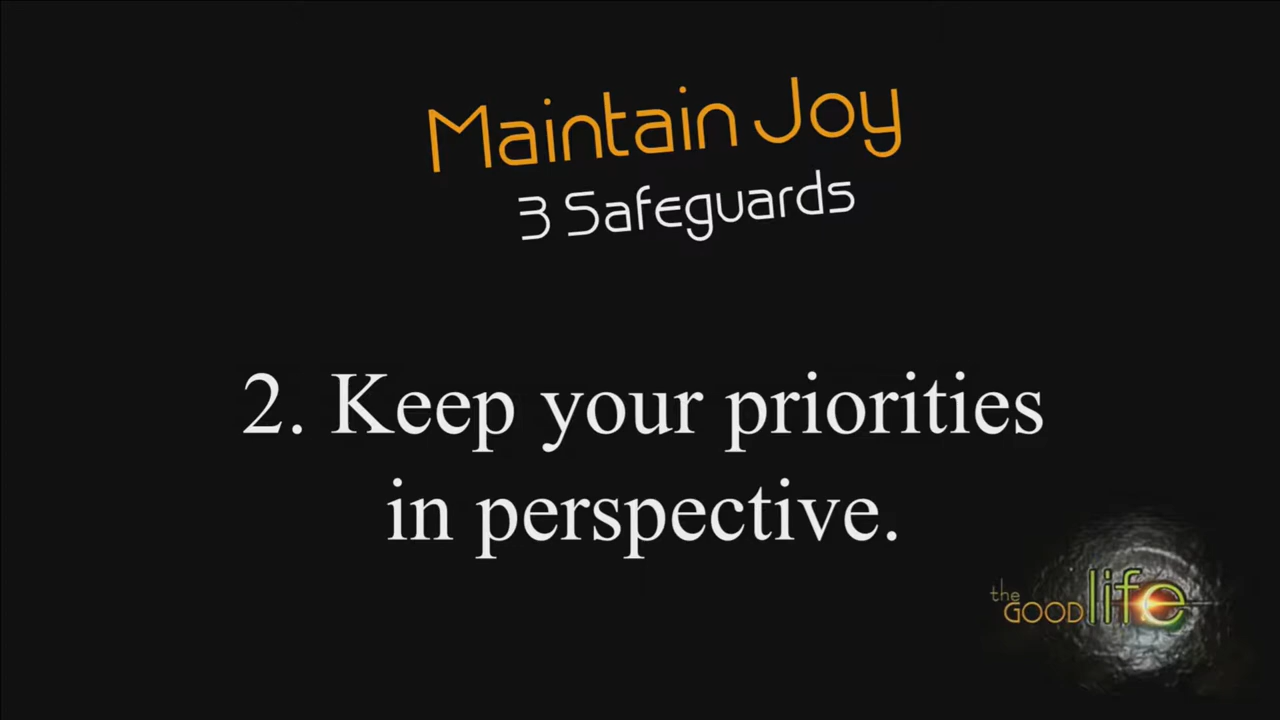 Maintain Joy
3 Safeguards
2. Keep your priorities
in perspective.
the
GOOD life